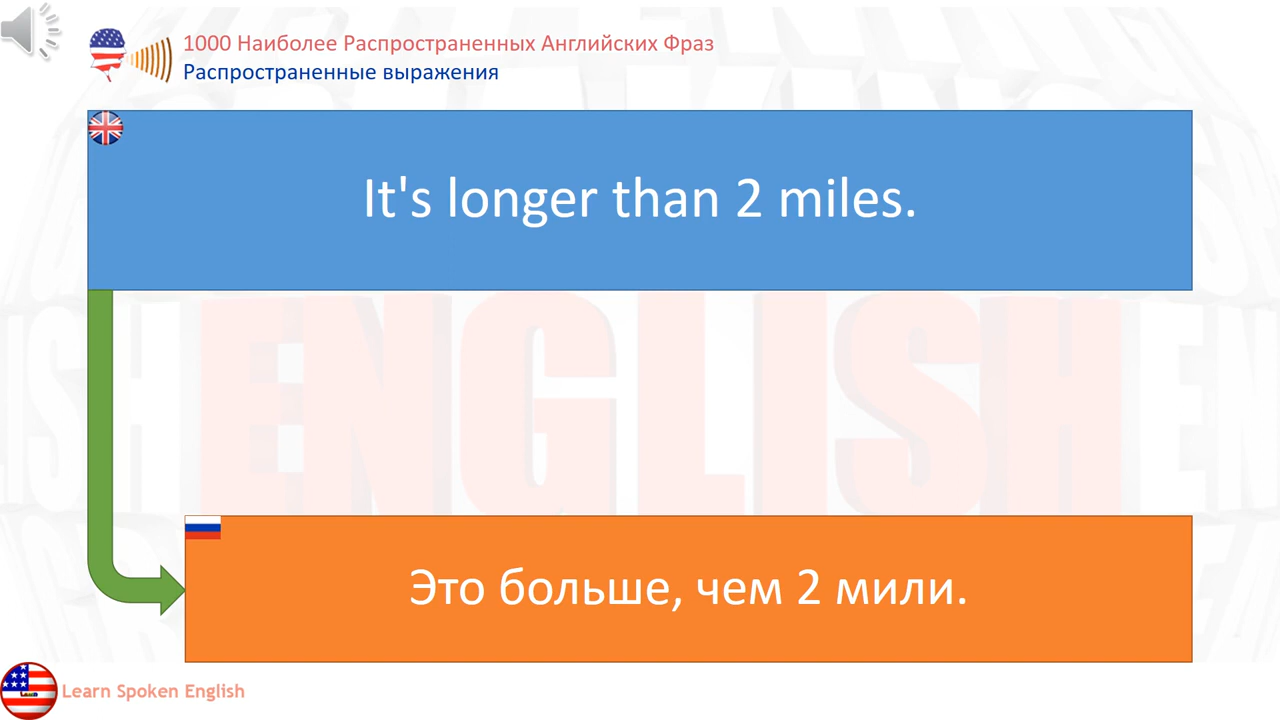 1000 Наиболее Распространенных Английских Фраз
Распространенные выражения
It's longer than 2 miles.
ENGLISH
Это больше, чем 2 мили.
Learn Spoken English